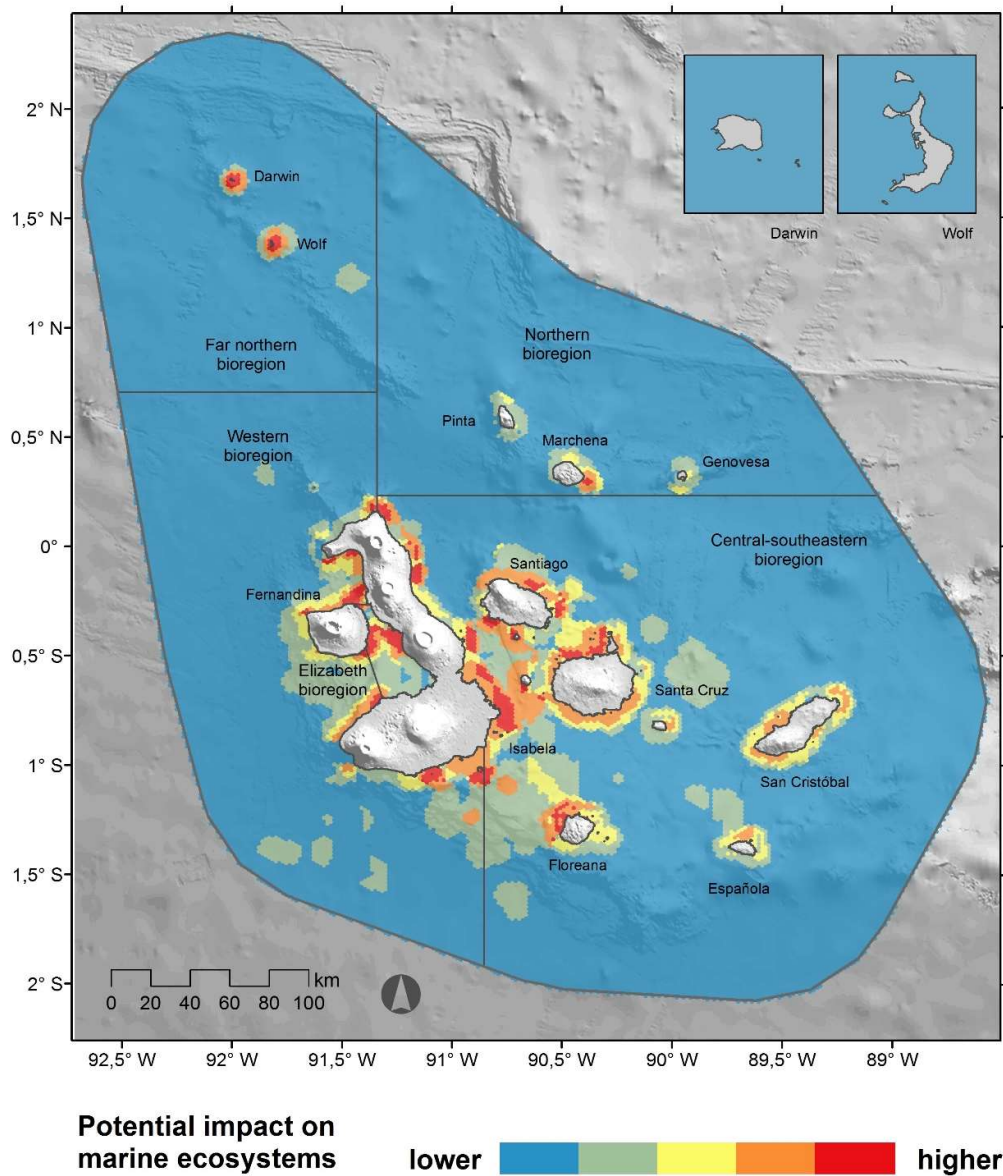 2° N
1,5° N
1° N
0,5° N
0°
0,5° S
1° S
1,5° S
2° S
Darwin
Wolf
Darwin
Wolf
Far northern
bioregion
Northern
bioregion
Pinta
Marchena
Genovesa
Western
bioregion
Central-southeastern
bioregion
Santiago
Fernandina
Elizabeth
bioregion
Santa Cruz
Isabela
San Cristóbal
Floreana
Española
km
0 20 40 60 80 100
92,5° W 92° W 91,5° W 91° W 90,5° W 90° W 89,5° W 89° W
Potential impact on
marine ecosystems
lower higher